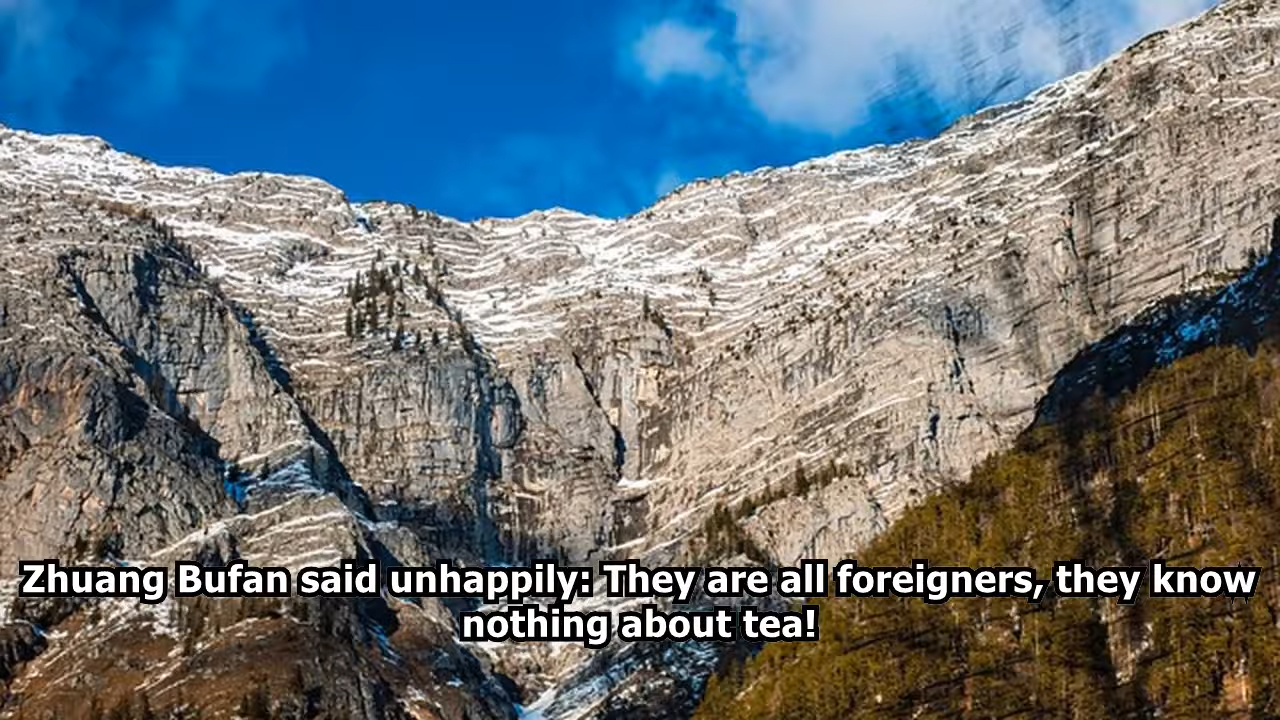 Zhuang Bufan said unhappily: They are all foreigners, they know
nothing about tea!